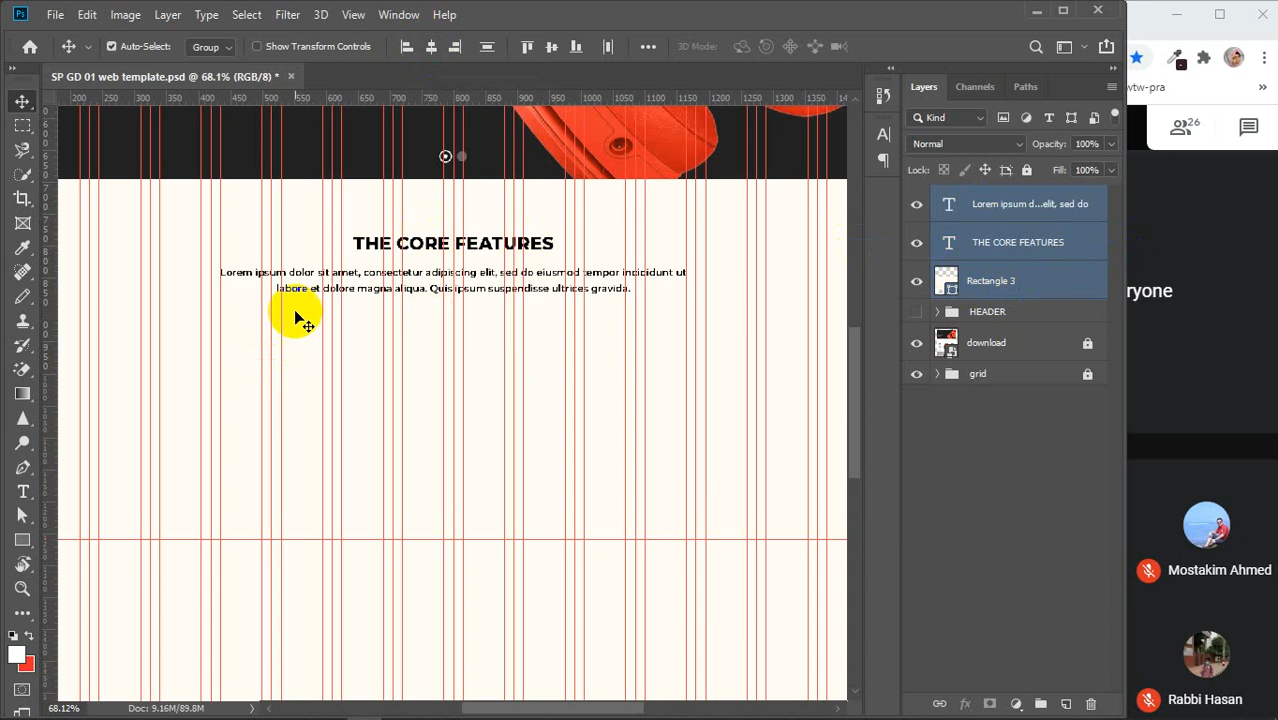 File Edit Image Layer Type Select Filter 3D View Window Help
Auto-Select: Group Show Transform Controls 3D Mode:
SP GD 01 web template.psd @ 68.1% (RGB/8) *
200 250 300 350 400 450 500 550 600 650 700 750 800 850 900 950 1000 1050 1100 1150 1200 1250 1300 1350
THE CORE FEATURES
Lorem ipsum dolor sit amet, consectetur adipiscing elit, sed do eiusmod tempor incididunt ut
labore et dolore magna aliqua. Quis ipsum suspendisse ultrices gravida.
68.12% Doc: 9.16M/89.8M
Layers Channels Paths
Kind
Normal Opacity: 100%
Lock: Fill: 100%
Lorem ipsum d...elit, sed do
THE CORE FEATURES
Rectangle 3
HEADER
download
grid
wtw-pra
26
ryone
Mostakim Ahmed
Rabbi Hasan